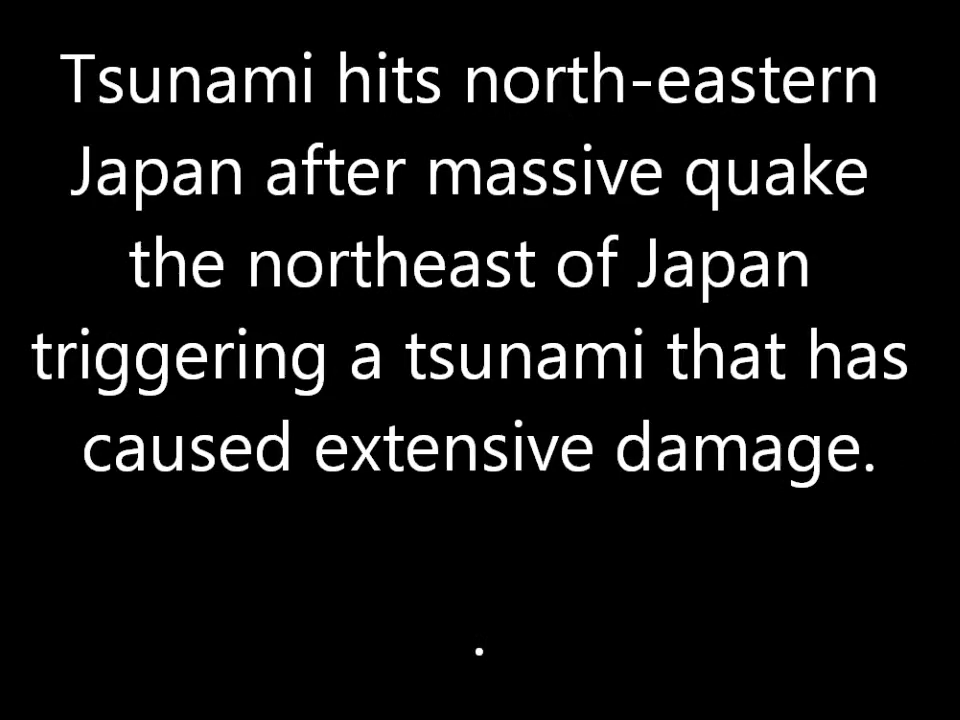 Tsunami hits north-eastern
Japan after massive quake
the northeast of Japan
triggering a tsunami that has
caused extensive damage.
.